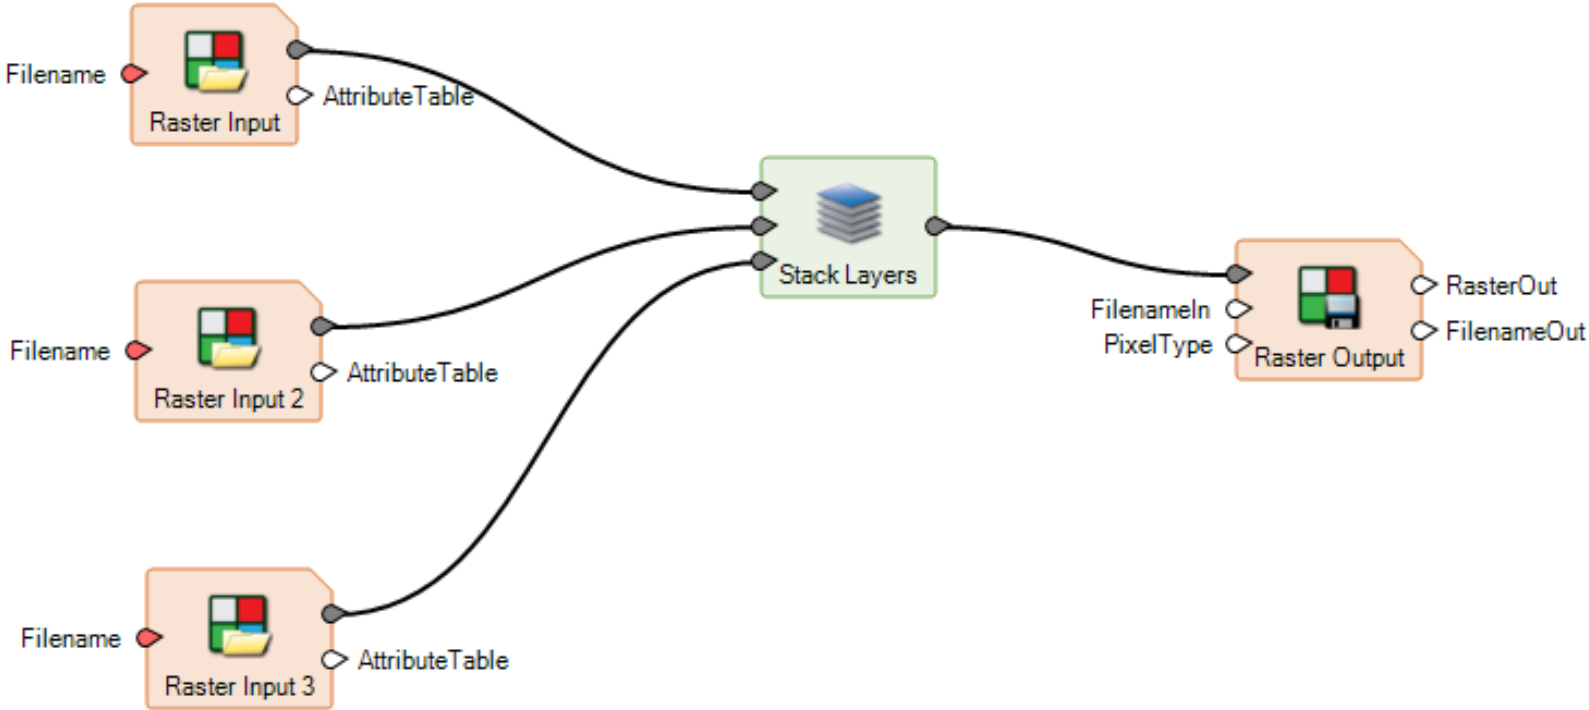 Filename
AttributeTable
Raster Input
Stack Layers
Filename
AttributeTable
Raster Input 2
FilenameIn
PixelType
RasterOut
FilenameOut
Raster Output
Filename
AttributeTable
Raster Input 3